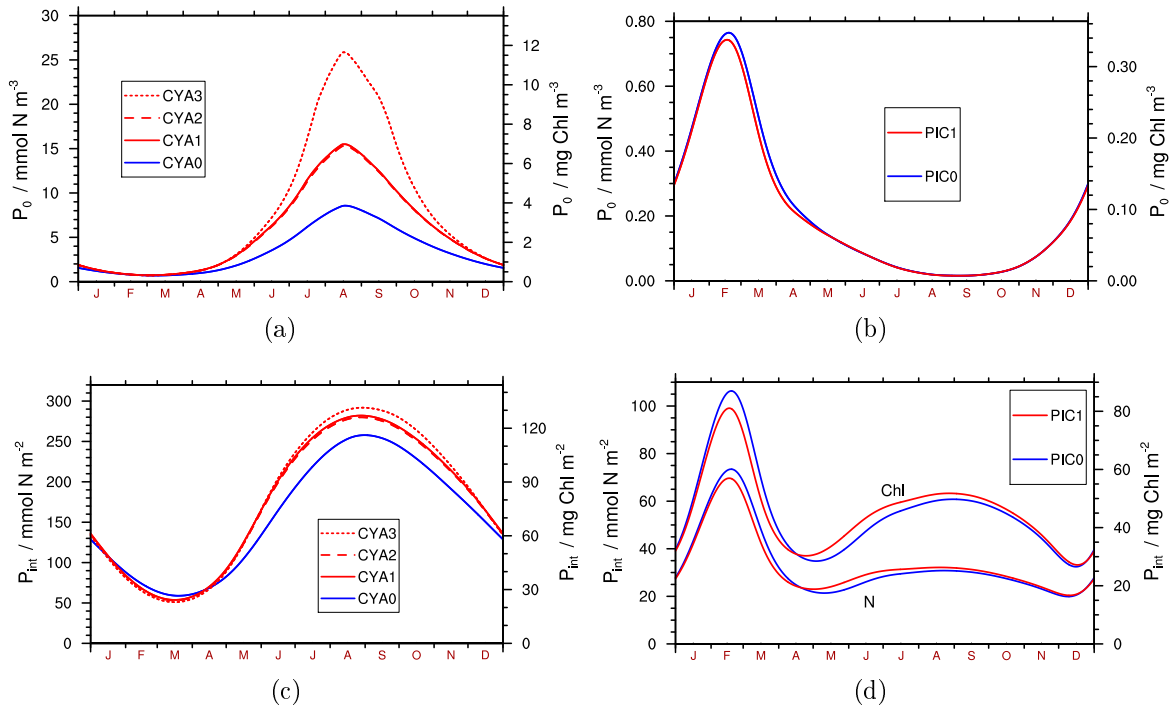 30
25
20
15
10
5
0
P0 / mmol N m-3
CYA3
CYA2
CYA1
CYA0
12
10
8
6
4
2
0
P0 / mg Chl m-3
J F M A M J J A S O N D
(a)
0.80
0.60
0.40
0.20
0.00
P0 / mmol N m-3
PIC1
PIC0
0.30
0.20
0.10
0.00
P0 / mg Chl m-3
J F M A M J J A S O N D
(b)
300
250
200
150
100
50
0
Pint / mmol N m-2
CYA3
CYA2
CYA1
CYA0
120
90
60
30
0
Pint / mg Chl m-2
J F M A M J J A S O N D
(c)
100
80
60
40
20
0
Pint / mmol N m-2
PIC1
PIC0
Chl
N
80
60
40
20
0
Pint / mg Chl m-2
J F M A M J J A S O N D
(d)